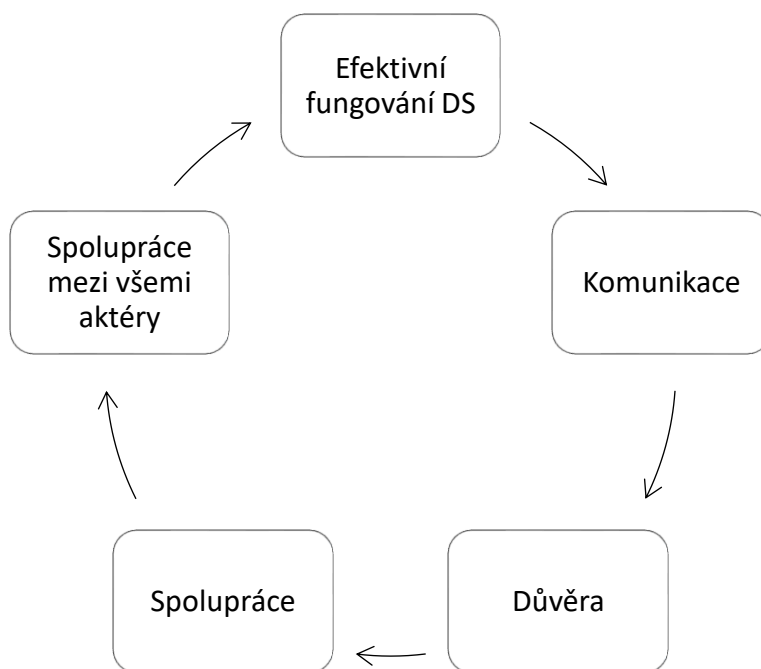 Efektivní
fungování DS
Komunikace
Důvěra
Spolupráce
Spolupráce
mezi všemi
aktéry